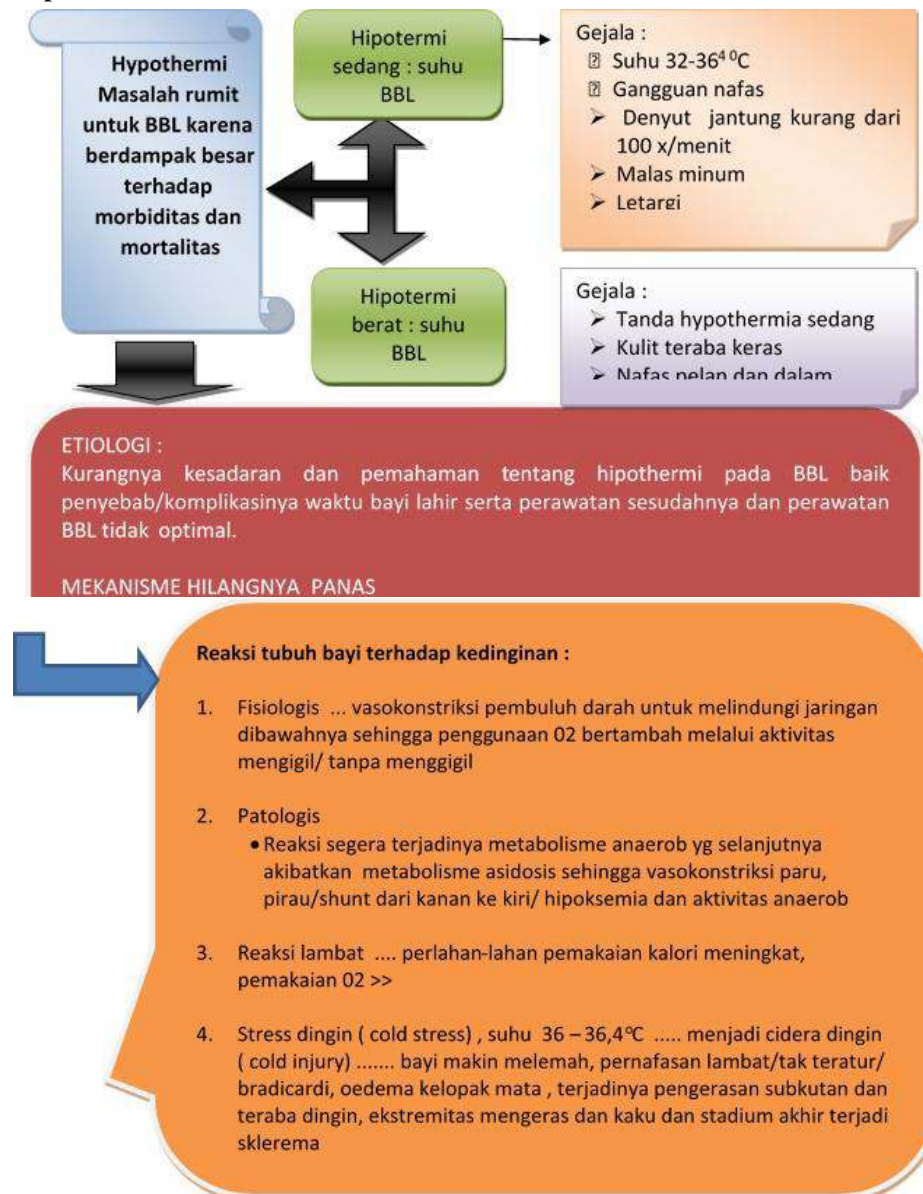 Hypothermi
Masalah rumit
untuk BBL karena
berdampak besar
terhadap
morbiditas dan
mortalitas
Hipotermi
sedang : suhu
BBL
Gejala :
Suhu 32-36⁴ ⁰C
Gangguan nafas
➢ Denyut jantung kurang dari
100 x/menit
➢ Malas minum
➢ Letargi
Hipotermi
berat : suhu
BBL
Gejala :
➢ Tanda hypothermia sedang
➢ Kulit teraba keras
➢ Nafas pelan dan dalam
ETIOLOGI :
Kurangnya kesadaran dan pemahaman tentang hipothermi pada BBL baik
penyebab/komplikasinya waktu bayi lahir serta perawatan sesudahnya dan perawatan
BBL tidak optimal.
MEKANISME HILANGNYA PANAS
Reaksi tubuh bayi terhadap kedinginan :
1. Fisiologis ... vasokonstriksi pembuluh darah untuk melindungi jaringan
dibawahnya sehingga penggunaan 02 bertambah melalui aktivitas
mengigil/ tanpa menggigil
2. Patologis
• Reaksi segera terjadinya metabolisme anaerob yg selanjutnya
akibatkan metabolisme asidosis sehingga vasokonstriksi paru,
pirau/shunt dari kanan ke kiri/ hipoksemia dan aktivitas anaerob
3. Reaksi lambat .... perlahan-lahan pemakaian kalori meningkat,
pemakaian 02 >>
4. Stress dingin ( cold stress) , suhu 36 – 36,4⁰C ..... menjadi cidera dingin
( cold injury) ....... bayi makin melemah, pernafasan lambat/tak teratur/
bradicardi, oedema kelopak mata , terjadinya pengerasan subkutan dan
teraba dingin, ekstremitas mengeras dan kaku dan stadium akhir terjadi
sklerema